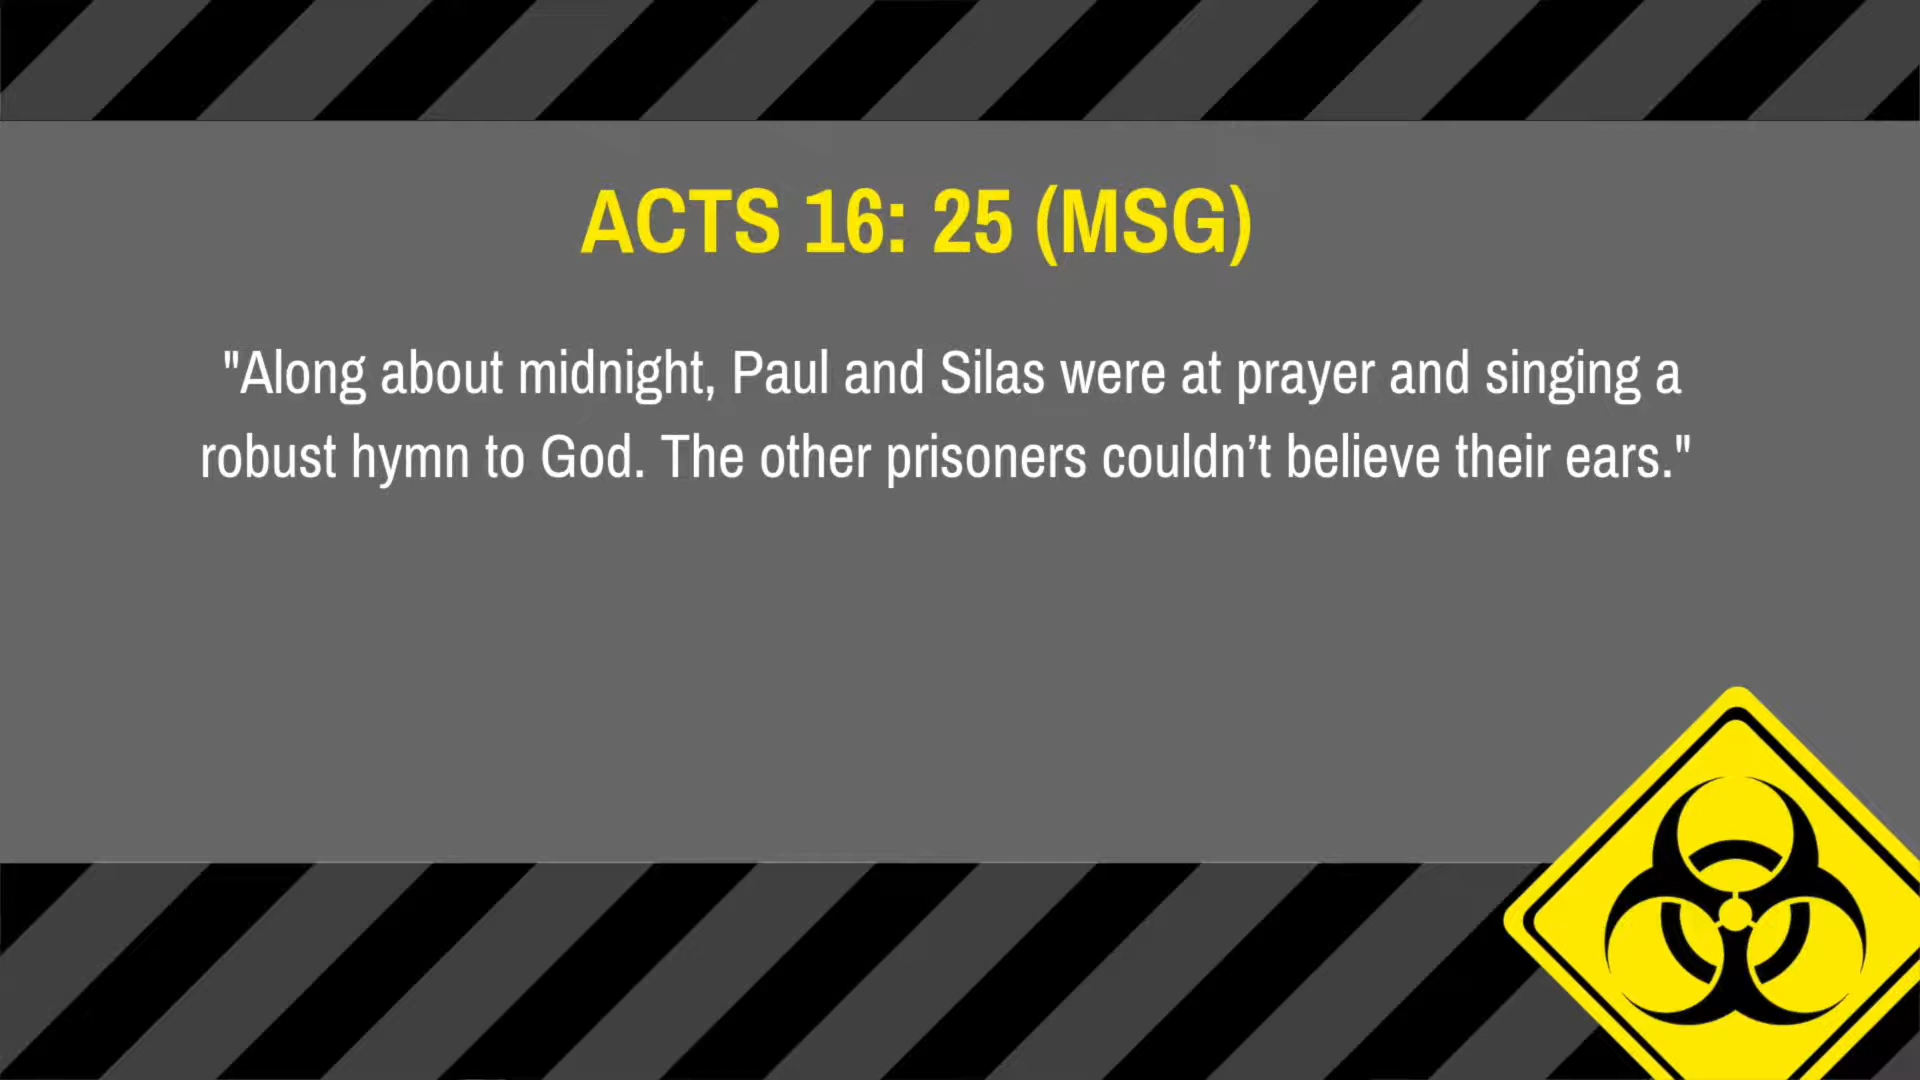 ACTS 16: 25 (MSG)
"Along about midnight, Paul and Silas were at prayer and singing a
robust hymn to God. The other prisoners couldn’t believe their ears."